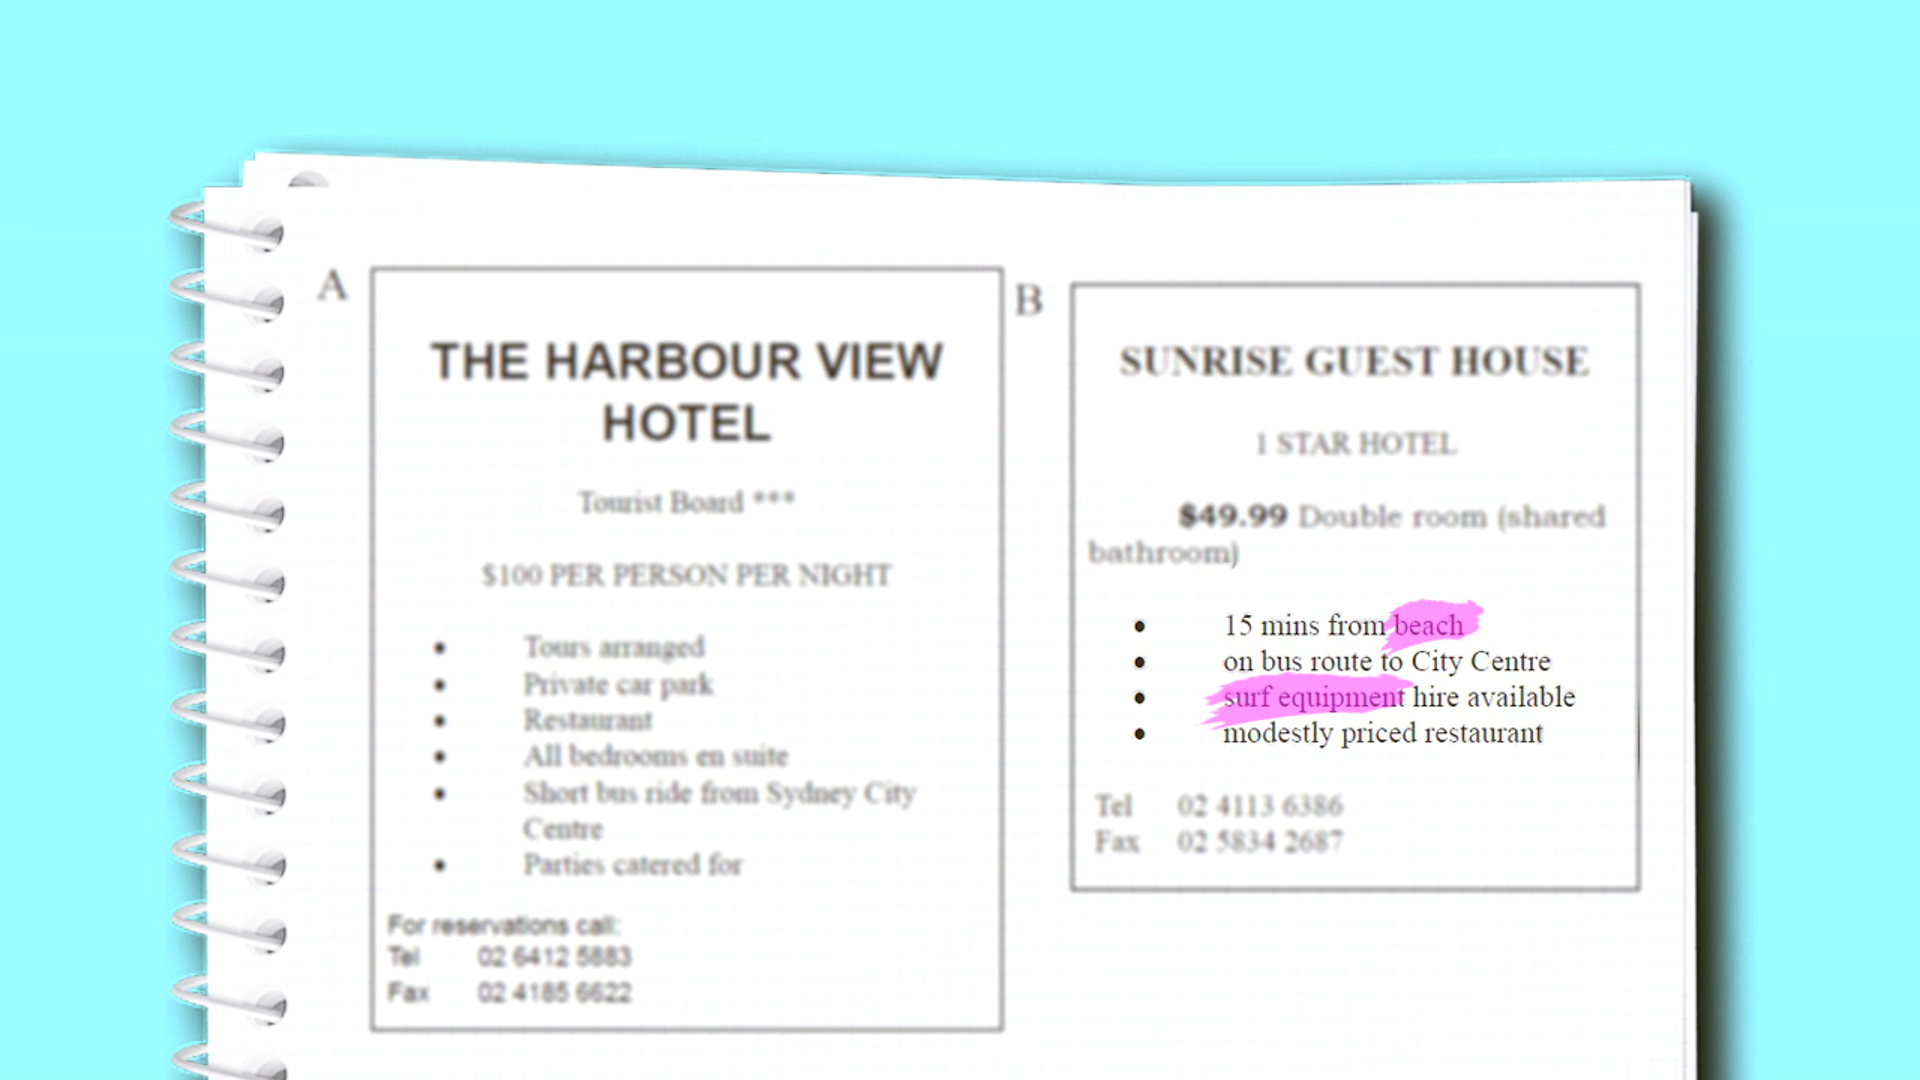 A
THE HARBOUR VIEW
HOTEL
Tourist Board ***
$100 PER PERSON PER NIGHT
• Tours arranged
• Private car park
• Restaurant
• All bedrooms en suite
• Short bus ride from Sydney City
Centre
• Parties catered for
For reservations call:
Tel 02 6412 5883
Fax 02 4185 6622
B
SUNRISE GUEST HOUSE
1 STAR HOTEL
$49.99 Double room (shared
bathroom)
• 15 mins from beach
• on bus route to City Centre
• surf equipment hire available
• modestly priced restaurant
Tel 02 4113 6386
Fax 02 5834 2687